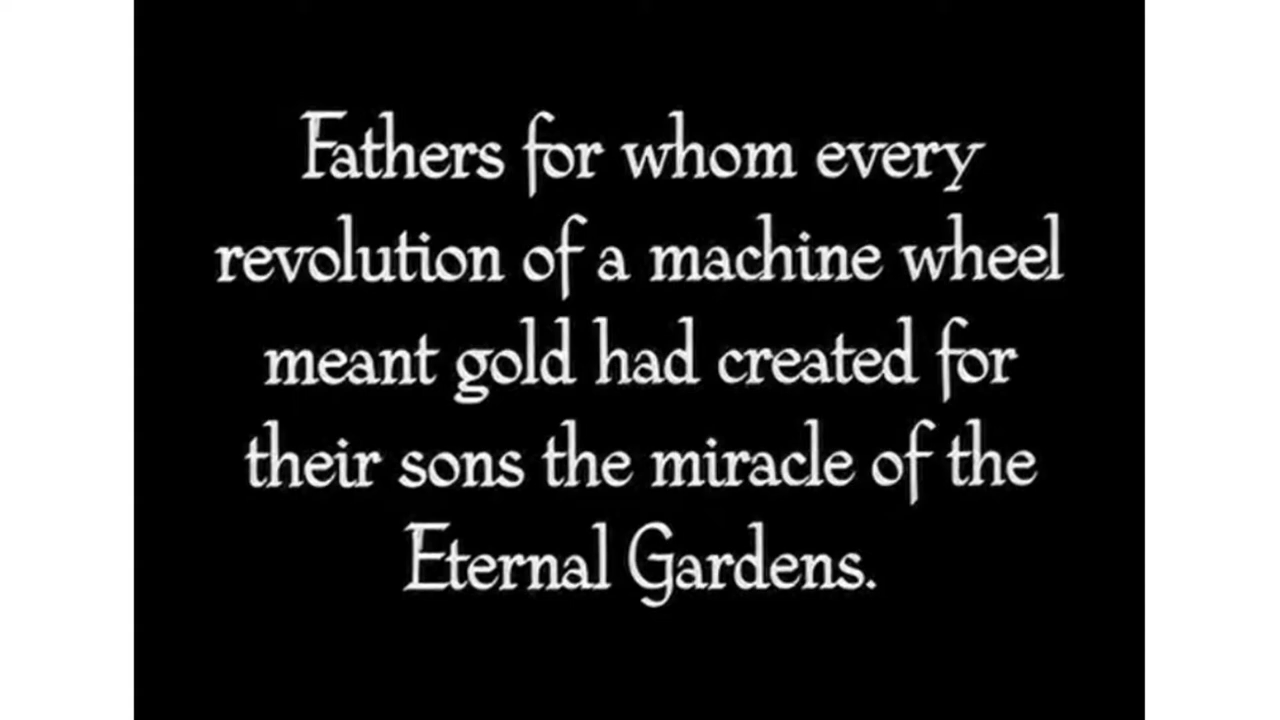 Fathers for whom every
revolution of a machine wheel
meant gold had created for
their sons the miracle of the
Eternal Gardens.